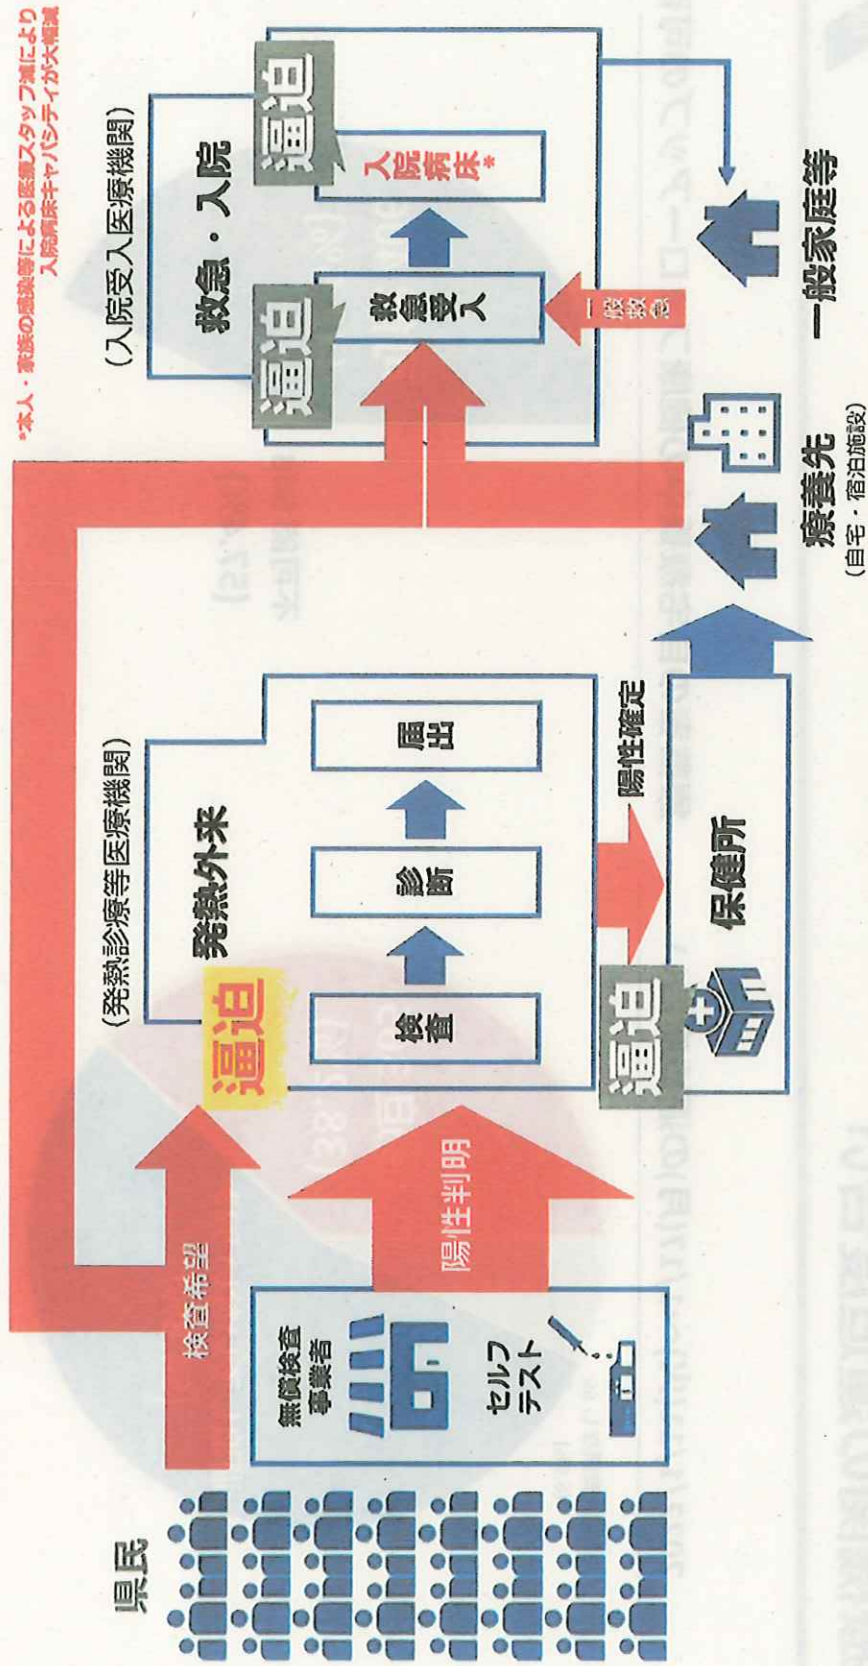 *本人・家族の感染等による医療スタッフ減により
入院病床キャパシティが大幅減
県民
検査希望
無償検査
事業者
セルフ
テスト
陽性判明
(発熱診療等医療機関)
発熱外来
逼迫
検査
診断
届出
陽性確定
逼迫
保健所
(入院受入医療機関)
救急・入院
逼迫
救急受入
逼迫
入院病床*
一般救急
療養先
(自宅・宿泊施設)
一般家庭等